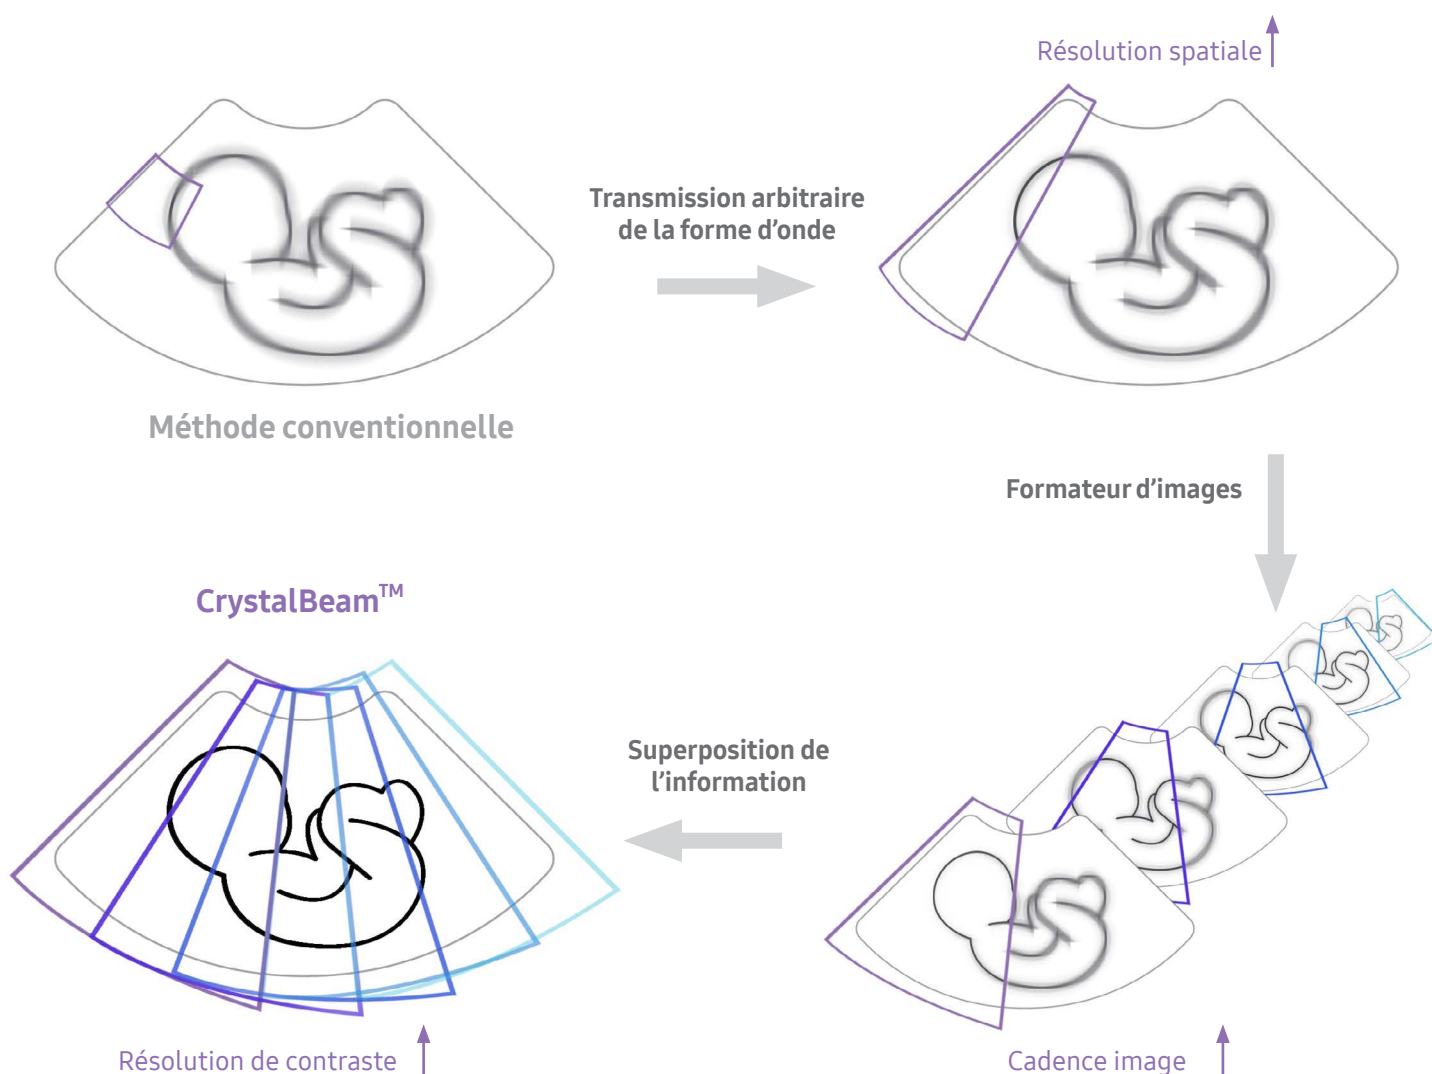 Résolution spatiale
Transmission arbitraire
de la forme d'onde
Méthode conventionnelle
Formateur d'images
CrystalBeam™
Superposition de
l'information
Résolution de contraste
Cadence image